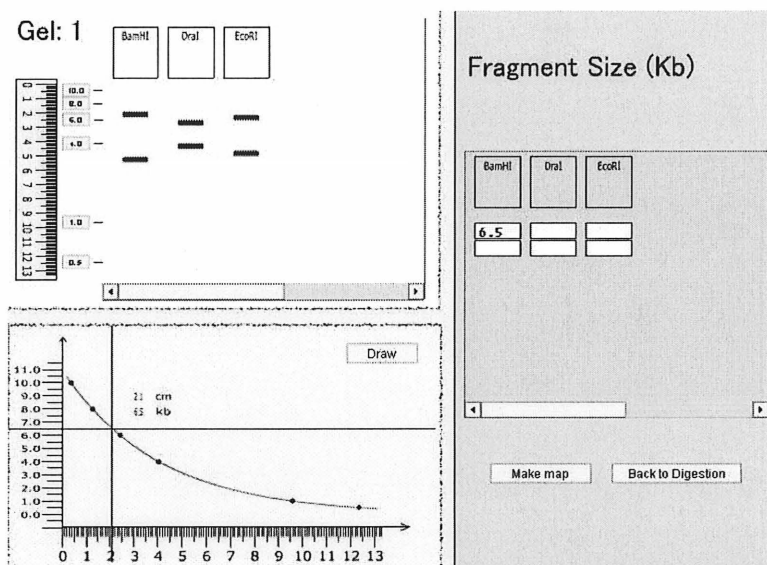 Gel: 1
BamHI
DraI
EcoRI
0 1 2 3 4 5 6 7 8 9 10 11 12 13
10.0
8.0
6.0
4.0
1.0
0.5
Draw
11.0
10.0
9.0
8.0
7.0
6.0
5.0
4.0
3.0
2.0
1.0
0.0
21 cm
65 kb
0 1 2 3 4 5 6 7 8 9 10 11 12 13
Fragment Size (Kb)
BamHI
DraI
EcoRI
6.5
Make map
Back to Digestion